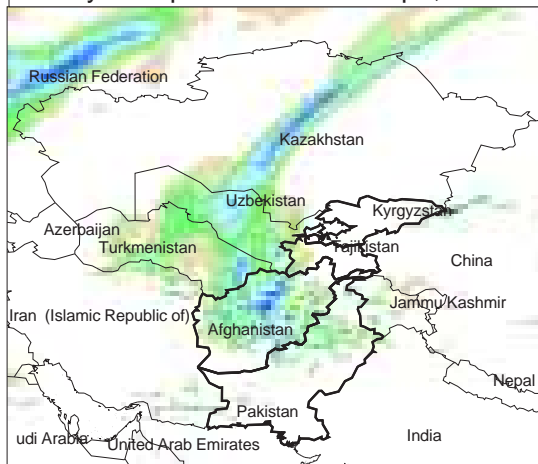 Russian Federation
Kazakhstan
Uzbekistan
Kyrgyzstan
Azerbaijan
Turkmenistan
Tajikistan
China
Iran (Islamic Republic of)
Jammu Kashmir
Afghanistan
Nepal
Pakistan
udi Arabia
United Arab Emirates
India